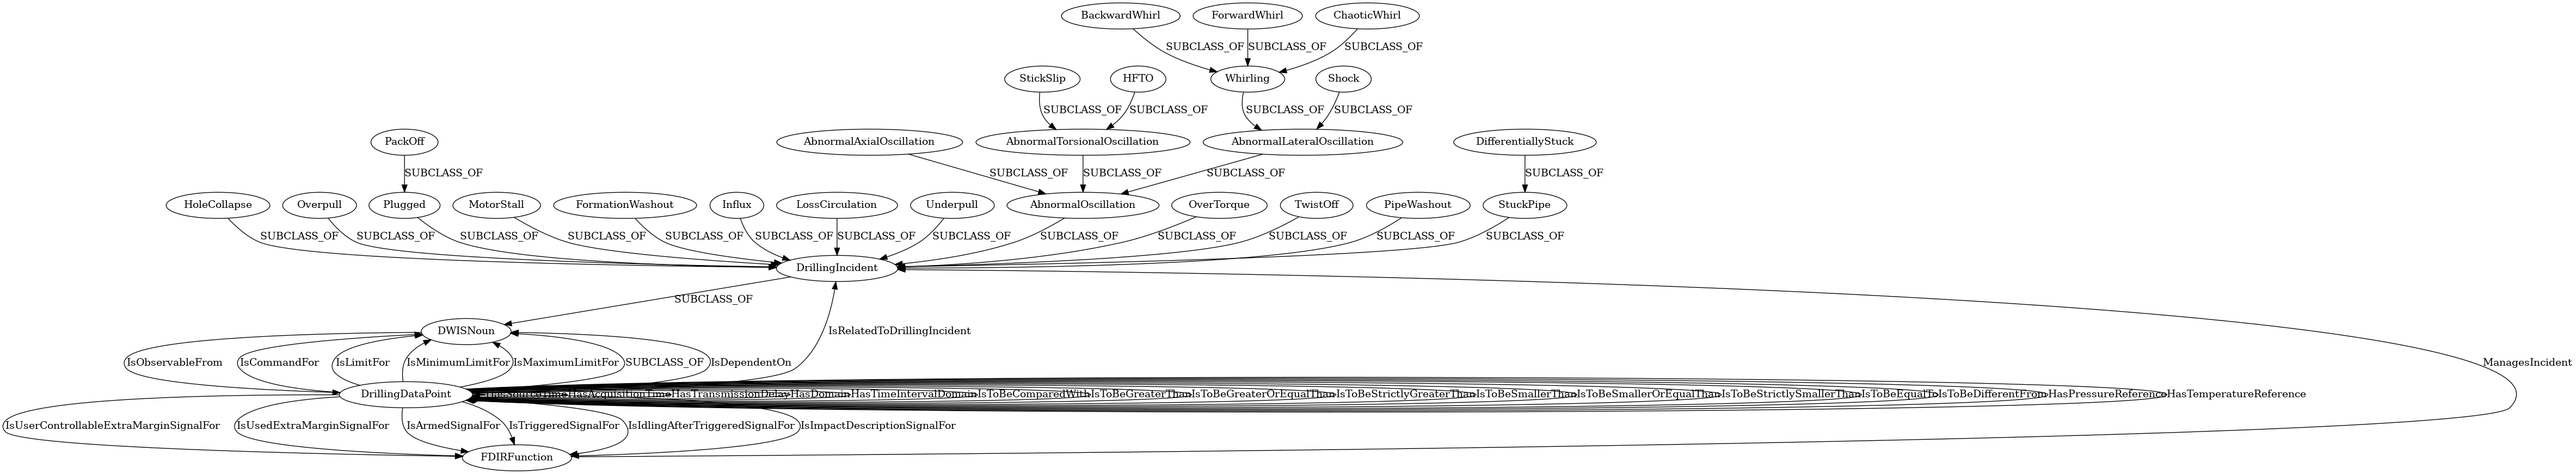 BackwardWhirl ForwardWhirl ChaoticWhirl
SUBCLASS_OF SUBCLASS_OF SUBCLASS_OF
StickSlip HFTO Whirling Shock
SUBCLASS_OF SUBCLASS_OF SUBCLASS_OF SUBCLASS_OF
PackOff AbnormalAxialOscillation AbnormalTorsionalOscillation AbnormalLateralOscillation DifferentiallyStuck
SUBCLASS_OF SUBCLASS_OF SUBCLASS_OF SUBCLASS_OF SUBCLASS_OF
HoleCollapse Overpull Plugged MotorStall FormationWashout Influx LossCirculation Underpull AbnormalOscillation OverTorque TwistOff PipeWashout StuckPipe
SUBCLASS_OF SUBCLASS_OF SUBCLASS_OF SUBCLASS_OF SUBCLASS_OF SUBCLASS_OF SUBCLASS_OF SUBCLASS_OF SUBCLASS_OF SUBCLASS_OF SUBCLASS_OF SUBCLASS_OF SUBCLASS_OF
DrillingIncident
SUBCLASS_OF
DWISNoun IsRelatedToDrillingIncident
IsObservableFrom IsCommandFor IsLimitFor IsMinimumLimitFor IsMaximumLimitFor SUBCLASS_OF IsDependentOn ManagesIncident
DrillingDataPoint HasSourceTime HasAcquisitionTime HasTransmissionDelay HasDomain HasTimeIntervalDomain IsToBeComparedWith IsToBeGreaterThan IsToBeGreaterOrEqualThan IsToBeStrictlyGreaterThan IsToBeSmallerThan IsToBeSmallerOrEqualThan IsToBeStrictlySmallerThan IsToBeEqualTo IsToBeDifferentFrom HasPressureReference HasTemperatureReference
IsUserControllableExtraMarginSignalFor IsUsedExtraMarginSignalFor IsArmedSignalFor IsTriggeredSignalFor IsIdlingAfterTriggeredSignalFor IsImpactDescriptionSignalFor
FDIRFunction